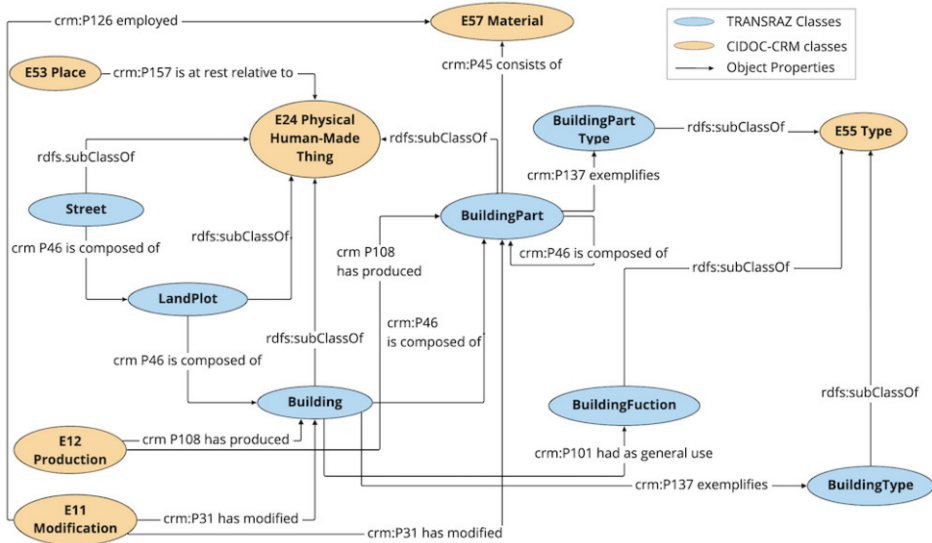 crm:P126 employed
E57 Material
TRANSRAZ Classes
CIDOC-CRM classes
Object Properties
E53 Place
crm:P157 is at rest relative to
crm:P45 consists of
E24 Physical
Human-Made
Thing
rdfs:subClassOf
BuildingPart
Type
rdfs:subClassOf
E55 Type
rdfs.subClassOf
crm:P137 exemplifies
Street
BuildingPart
crm P46 is composed of
rdfs:subClassOf
crm P108
has produced
crm:P46 is composed of
rdfs:subClassOf
LandPlot
crm:P46
is composed of
crm P46 is composed of
rdfs:subClassOf
rdfs:subClassOf
Building
BuildingFuction
E12
Production
crm P108 has produced
crm:P101 had as general use
crm:P137 exemplifies
BuildingType
E11
Modification
crm:P31 has modified
crm:P31 has modified